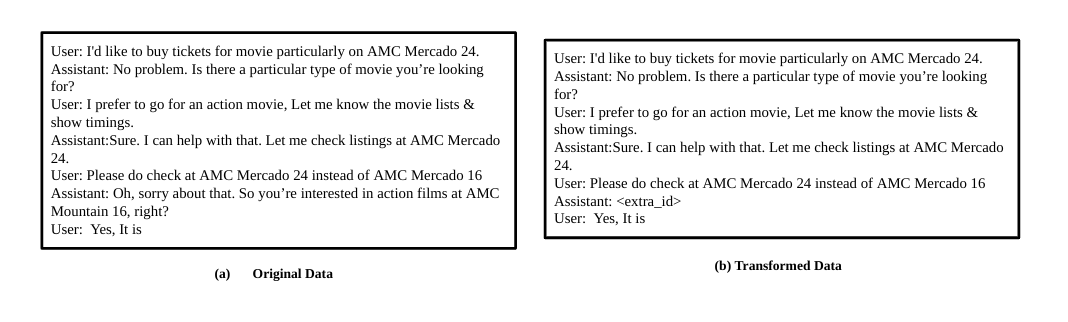 User: I'd like to buy tickets for movie particularly on AMC Mercado 24.
Assistant: No problem. Is there a particular type of movie you’re looking
for?
User: I prefer to go for an action movie, Let me know the movie lists &
show timings.
Assistant:Sure. I can help with that. Let me check listings at AMC Mercado
24.
User: Please do check at AMC Mercado 24 instead of AMC Mercado 16
Assistant: Oh, sorry about that. So you’re interested in action films at AMC
Mountain 16, right?
User:  Yes, It is
(a) Original Data
User: I'd like to buy tickets for movie particularly on AMC Mercado 24.
Assistant: No problem. Is there a particular type of movie you’re looking
for?
User: I prefer to go for an action movie, Let me know the movie lists &
show timings.
Assistant:Sure. I can help with that. Let me check listings at AMC Mercado
24.
User: Please do check at AMC Mercado 24 instead of AMC Mercado 16
Assistant: <extra_id>
User:  Yes, It is
(b) Transformed Data